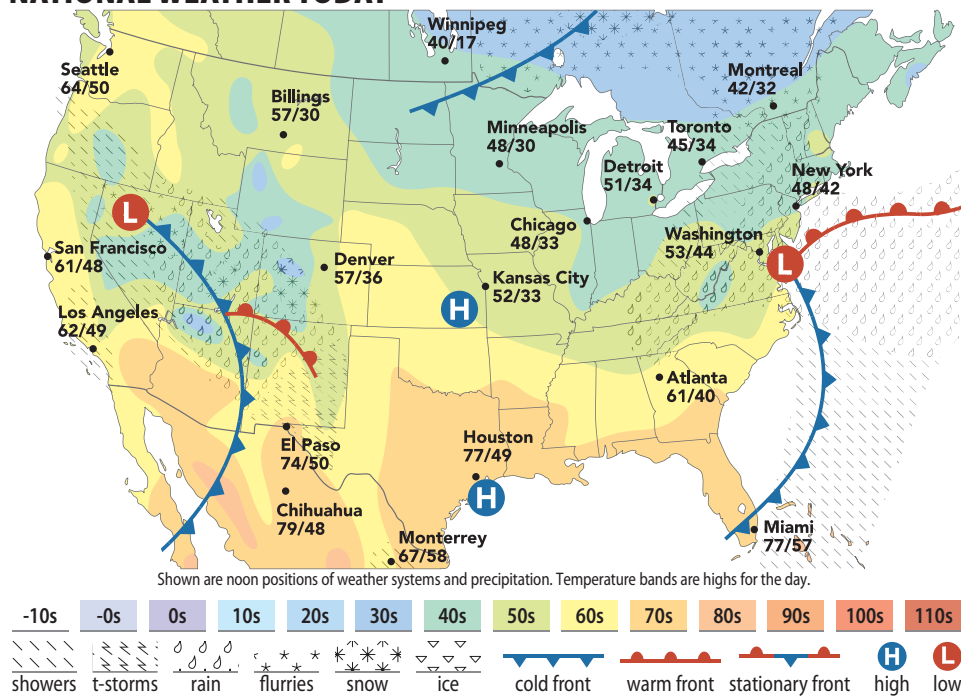 NATIONAL WEATHER TODAY
Winnipeg
40/17
Seattle
64/50
Montreal
42/32
Billings
57/30
Minneapolis
48/30
Toronto
45/34
Detroit
51/34
New York
48/42
L
Chicago
48/33
Washington
53/44
San Francisco
61/48
Denver
57/36
L
Kansas City
52/33
H
Los Angeles
62/49
Atlanta
61/40
El Paso
74/50
Houston
77/49
H
Chihuahua
79/48
Miami
77/57
Monterrey
67/58
Shown are noon positions of weather systems and precipitation. Temperature bands are highs for the day.
-10s -0s 0s 10s 20s 30s 40s 50s 60s 70s 80s 90s 100s 110s
H L
showers t-storms rain flurries snow ice cold front warm front stationary front high low